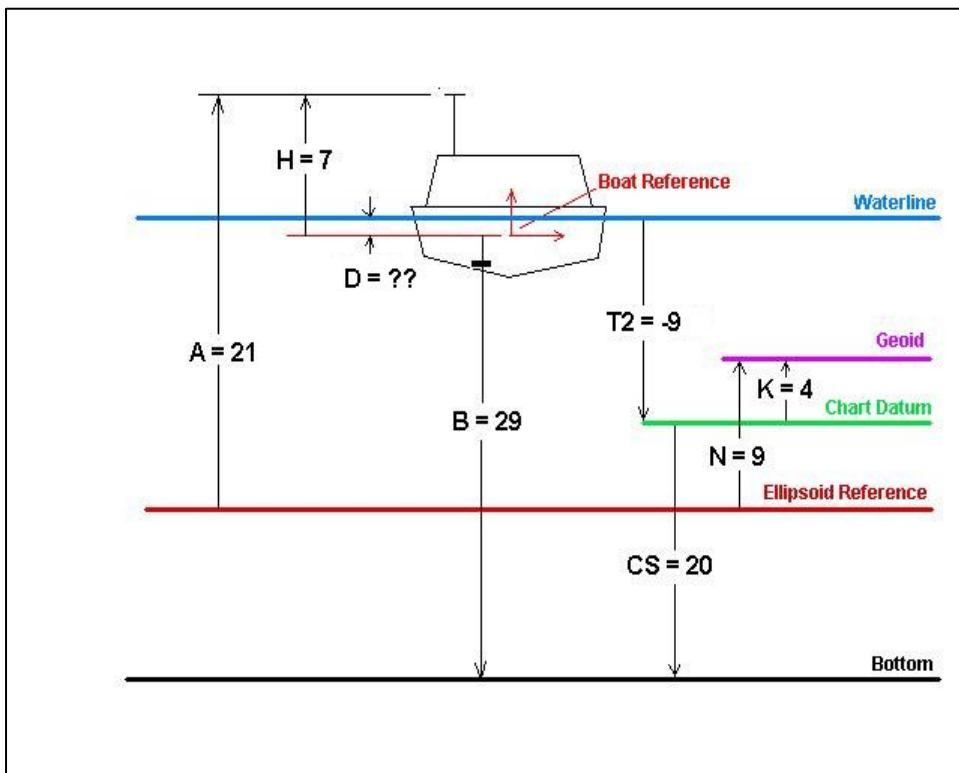 H = 7
Boat Reference
Waterline
D = ??
T2 = -9
A = 21
Geoid
K = 4
B = 29
Chart Datum
N = 9
Ellipsoid Reference
CS = 20
Bottom